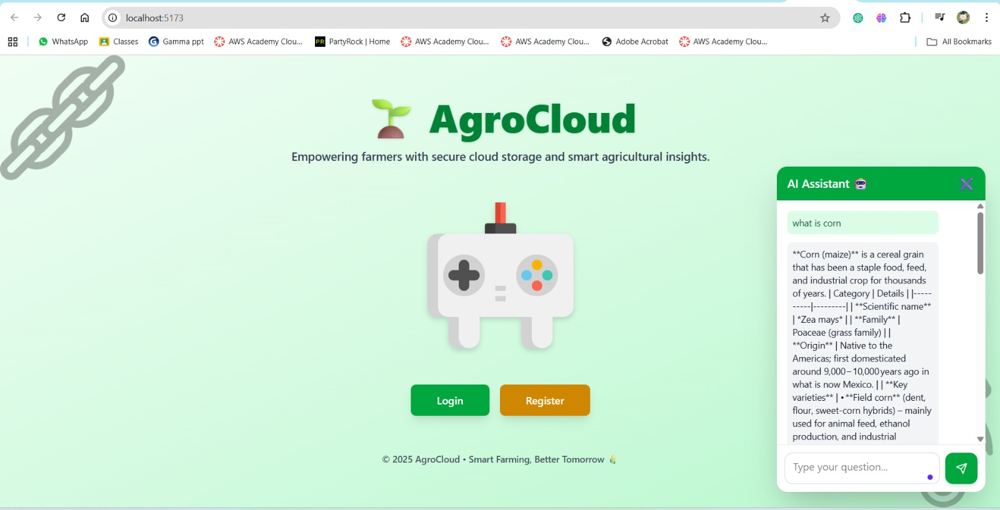 localhost:5173
WhatsApp Classes Gamma ppt AWS Academy Clou... PR PartyRock | Home AWS Academy Clou... AWS Academy Clou... Adobe Acrobat AWS Academy Clou... All Bookmarks
AgroCloud
Empowering farmers with secure cloud storage and smart agricultural insights.
Login Register
© 2025 AgroCloud • Smart Farming, Better Tomorrow
AI Assistant
what is corn
**Corn (maize)** is a cereal grain
that has been a staple food, feed,
and industrial crop for thousands
of years. | Category | Details | |-----
-----|---------| | **Scientific name**
| *Zea mays* | | **Family** |
Poaceae (grass family) | |
**Origin** | Native to the
Americas; first domesticated
around 9,000–10,000 years ago in
what is now Mexico. | | **Key
varieties** | • **Field corn** (dent,
flour, sweet-corn hybrids) – mainly
used for animal feed, ethanol
production, and industrial
Type your question...